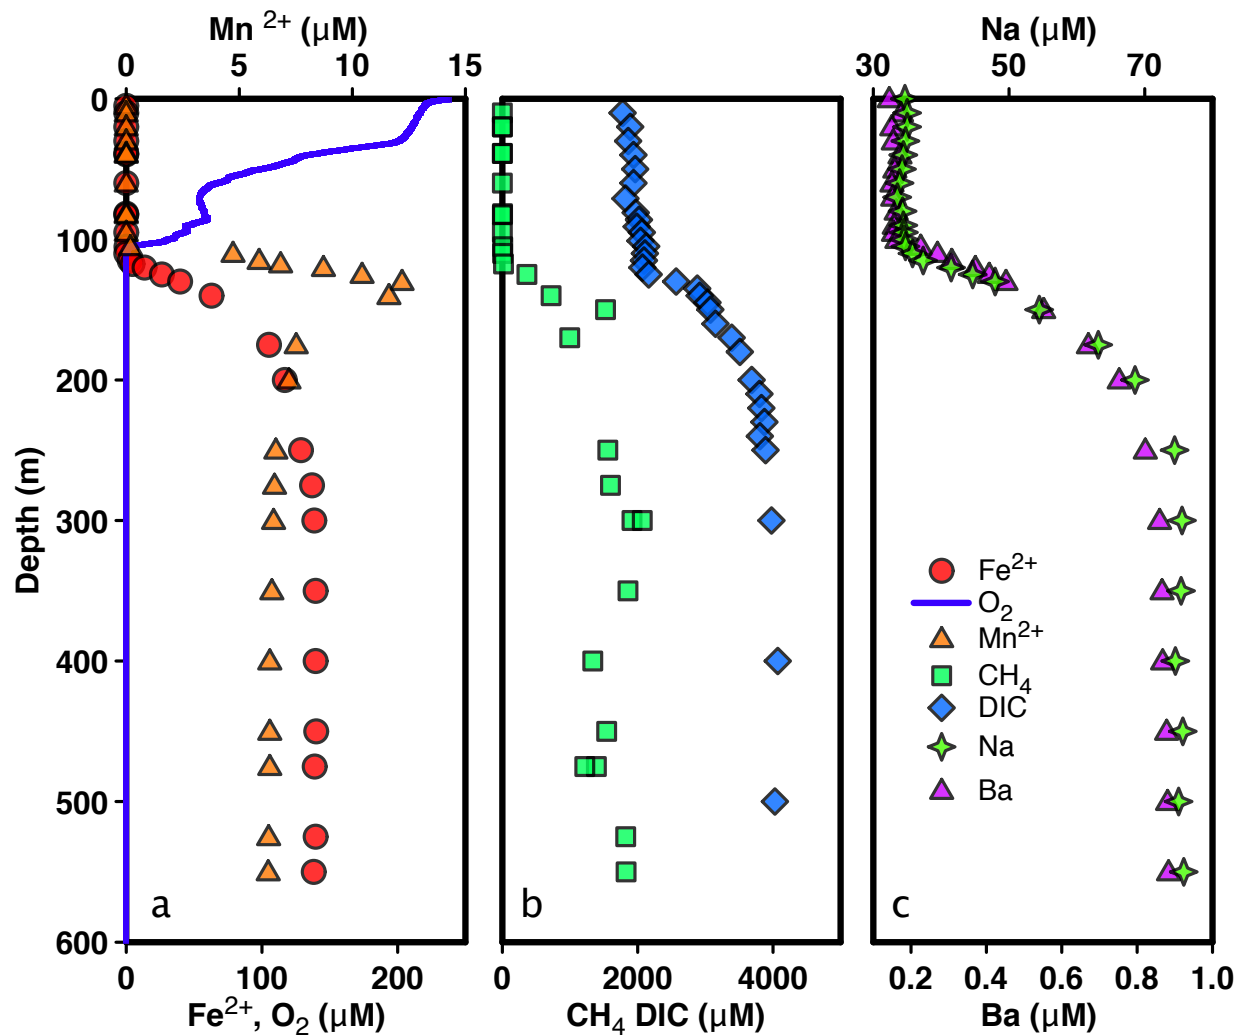 Mn ²⁺ (μM)
Na (μM)
0 5 10 15
30 50 70
0
100
200
300
400
500
600
Depth (m)
Fe²⁺
O₂
Mn²⁺
CH₄
DIC
Na
Ba
a
b
c
0 100 200
0 2000 4000
0.2 0.4 0.6 0.8 1.0
Fe²⁺, O₂ (μM)
CH₄ DIC (μM)
Ba (μM)